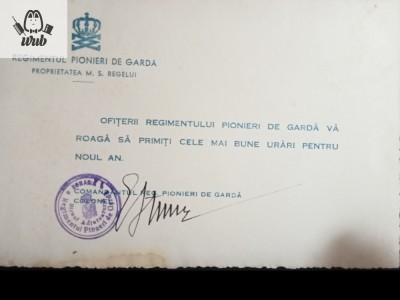 wub
REGIMENTUL PIONIERI DE GARDĂ
PROPRIETATEA M. S. REGELUI
OFIȚERII REGIMENTULUI PIONIERI DE GARDĂ VĂ
ROAGĂ SĂ PRIMIȚI CELE MAI BUNE URĂRI PENTRU
NOUL AN.
COMANDANTUL REG. PIONIERI DE GARDĂ
COLONEL